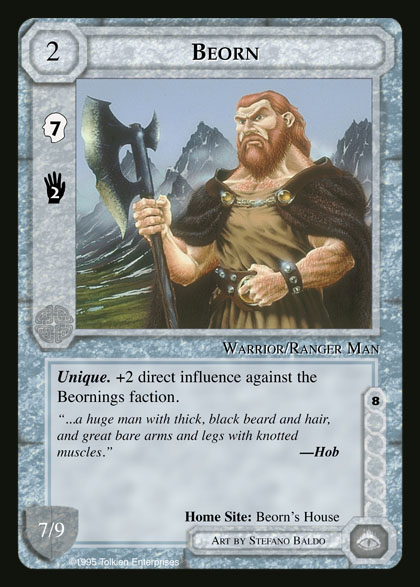 2
BEORN
7
2
WARRIOR/RANGER MAN
Unique. +2 direct influence against the
Beornings faction.
“...a huge man with thick, black beard and hair,
and great bare arms and legs with knotted
muscles.” —Hob
8
Home Site: Beorn's House
7/9
ART BY STEFANO BALDO
©1995 Tolkien Enterprises